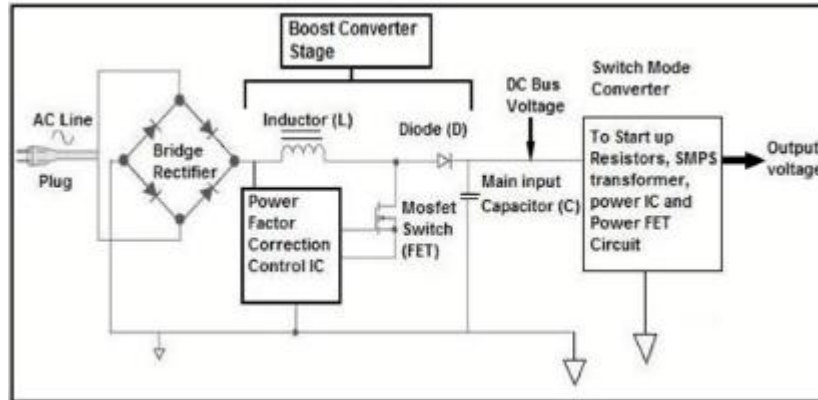 Boost Converter
Stage
AC Line
Plug
Bridge
Rectifier
Inductor (L)
Diode (D)
DC Bus
Voltage
Switch Mode
Converter
Power
Factor
Correction
Control IC
Mosfet
Switch
(FET)
Main input
Capacitor (C)
To Start up
Resistors, SMPS
transformer,
power IC and
Power FET
Circuit
Output
voltage